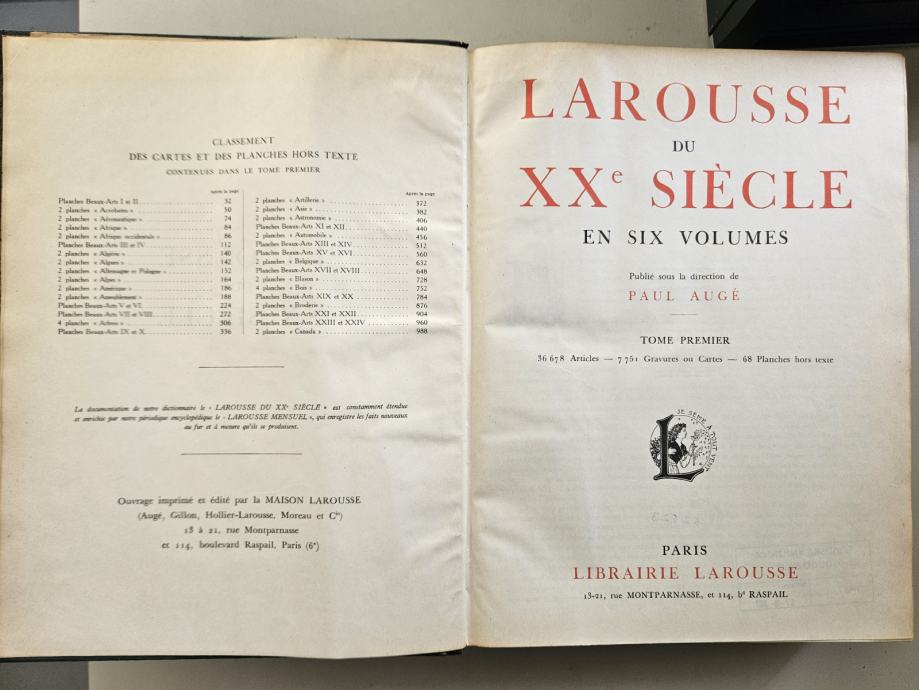 CLASSEMENT
DES CARTES ET DES PLANCHES HORS TEXTE
CONTENUES DANS LE TOME PREMIER
Après la page
Planches Beaux-Arts I et II 32
2 planches « Acrobates » 50
2 planches « Aéronautique » 74
2 planches « Afrique » 84
2 planches « Afrique occidentale » 86
Planches Beaux-Arts III et IV 112
2 planches « Algérie » 140
2 planches « Algues » 142
2 planches « Allemagne et Pologne » 152
2 planches « Alpes » 164
2 planches « Amérique » 186
2 planches « Ameublement » 188
Planches Beaux-Arts V et VI 224
Planches Beaux-Arts VII et VIII 272
4 planches « Arbres » 306
Planches Beaux-Arts IX et X 336
Après la page
2 planches « Artillerie » 372
2 planches « Asie » 382
2 planches « Astronomie » 406
Planches Beaux-Arts XI et XII 440
2 planches « Automobile » 456
Planches Beaux-Arts XIII et XIV 512
Planches Beaux-Arts XV et XVI 560
2 planches « Belgique » 632
Planches Beaux-Arts XVII et XVIII 648
2 planches « Blason » 728
4 planches « Bois » 752
Planches Beaux-Arts XIX et XX 784
2 planches « Broderie » 876
Planches Beaux-Arts XXI et XXII 904
Planches Beaux-Arts XXIII et XXIV 960
2 planches « Canada » 988
La documentation de notre dictionnaire le « LAROUSSE DU XXe SIÈCLE » est constamment étendue
et enrichie par notre périodique encyclopédique le « LAROUSSE MENSUEL », qui enregistre les faits nouveaux
au fur et à mesure qu'ils se produisent.
Ouvrage imprimé et édité par la MAISON LAROUSSE
(Augé, Gillon, Hollier-Larousse, Moreau et Cie)
13 à 21, rue Montparnasse
et 114, boulevard Raspail, Paris (6e)
LAROUSSE
DU
XXe SIÈCLE
EN SIX VOLUMES
Publié sous la direction de
PAUL AUGÉ
TOME PREMIER
36 678 Articles — 7 751 Gravures ou Cartes — 68 Planches hors texte
JE SÈME À TOUT VENT
L
PARIS
LIBRAIRIE LAROUSSE
13-21, rue MONTPARNASSE, et 114, bd RASPAIL